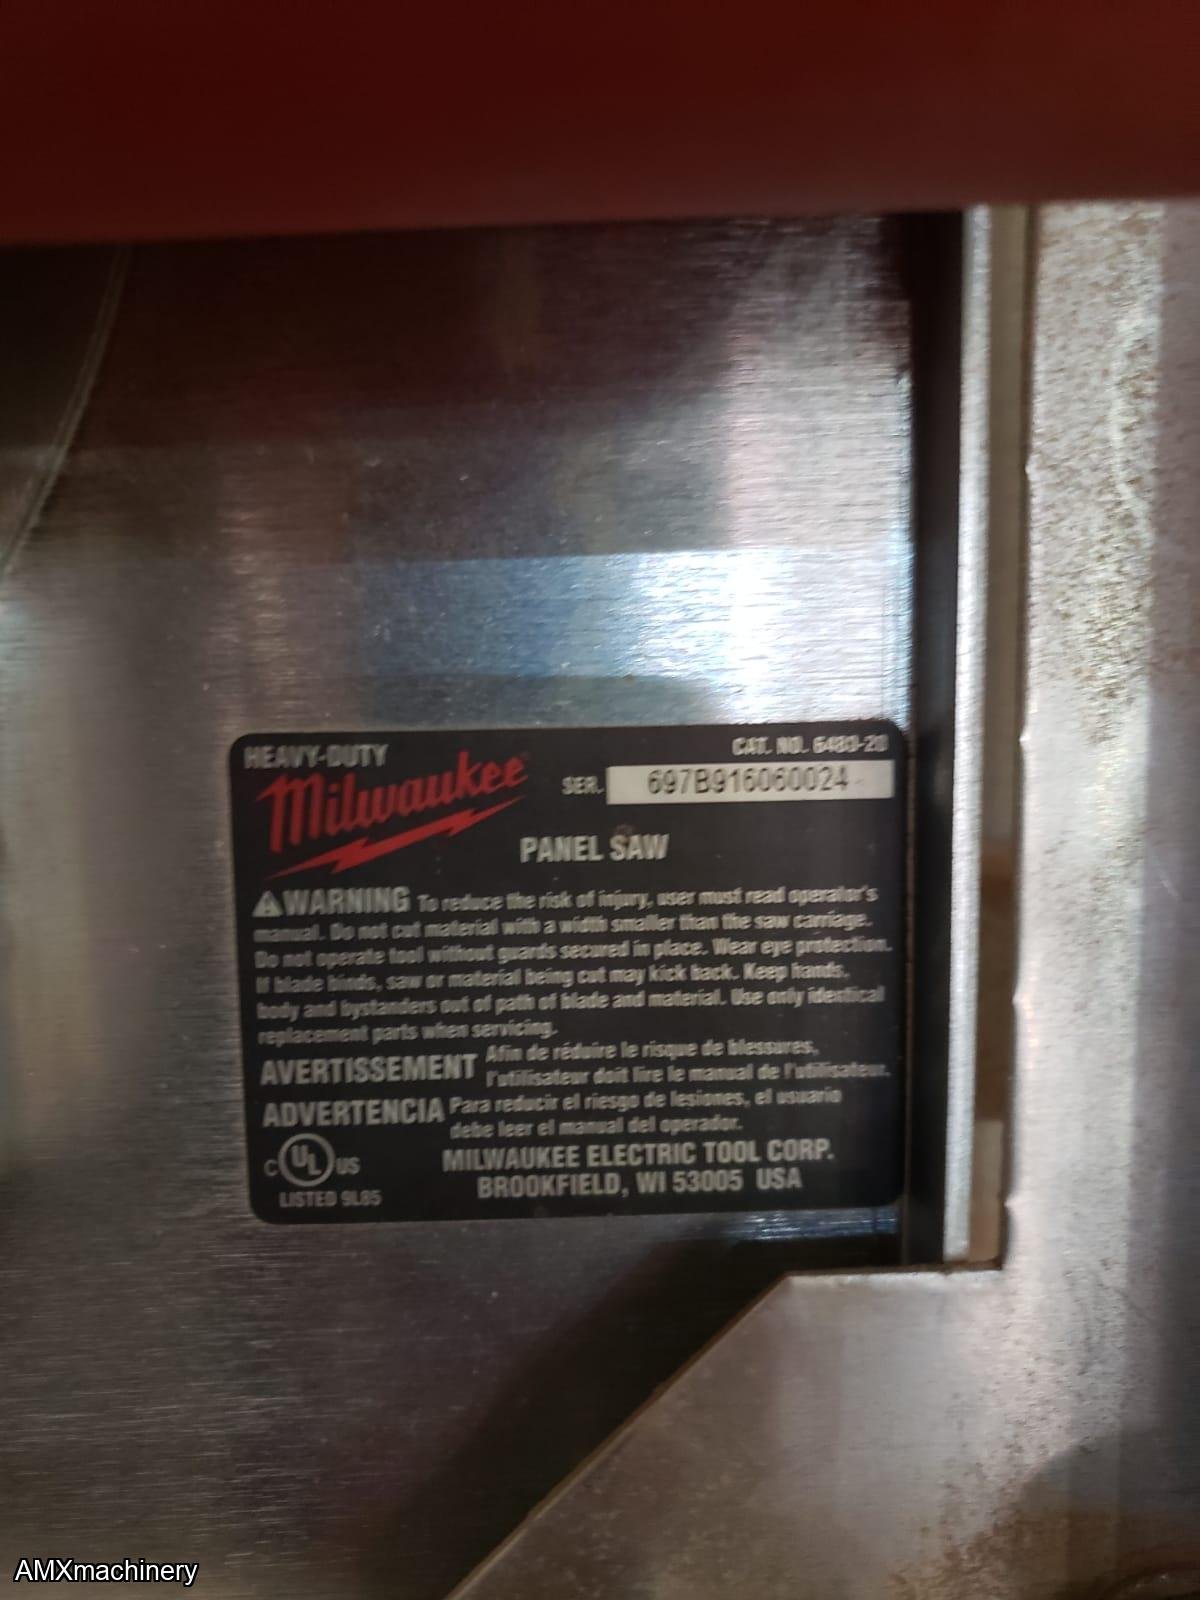 HEAVY-DUTY
Milwaukee
CAT. NO. 6480-20
SER. 697B916060024
PANEL SAW
WARNING To reduce the risk of injury, user must read operator's
manual. Do not cut material with a width smaller than the saw carriage.
Do not operate tool without guards secured in place. Wear eye protection.
If blade binds, saw or material being cut may kick back. Keep hands,
body and bystanders out of path of blade and material. Use only identical
replacement parts when servicing.
AVERTISSEMENT Afin de réduire le risque de blessures,
l'utilisateur doit lire le manual de l'utilisateur.
ADVERTENCIA Para reducir el riesgo de lesiones, el usuario
debe leer el manual del operador.
C UL US
LISTED 9L85
MILWAUKEE ELECTRIC TOOL CORP.
BROOKFIELD, WI 53005 USA
AMXmachinery